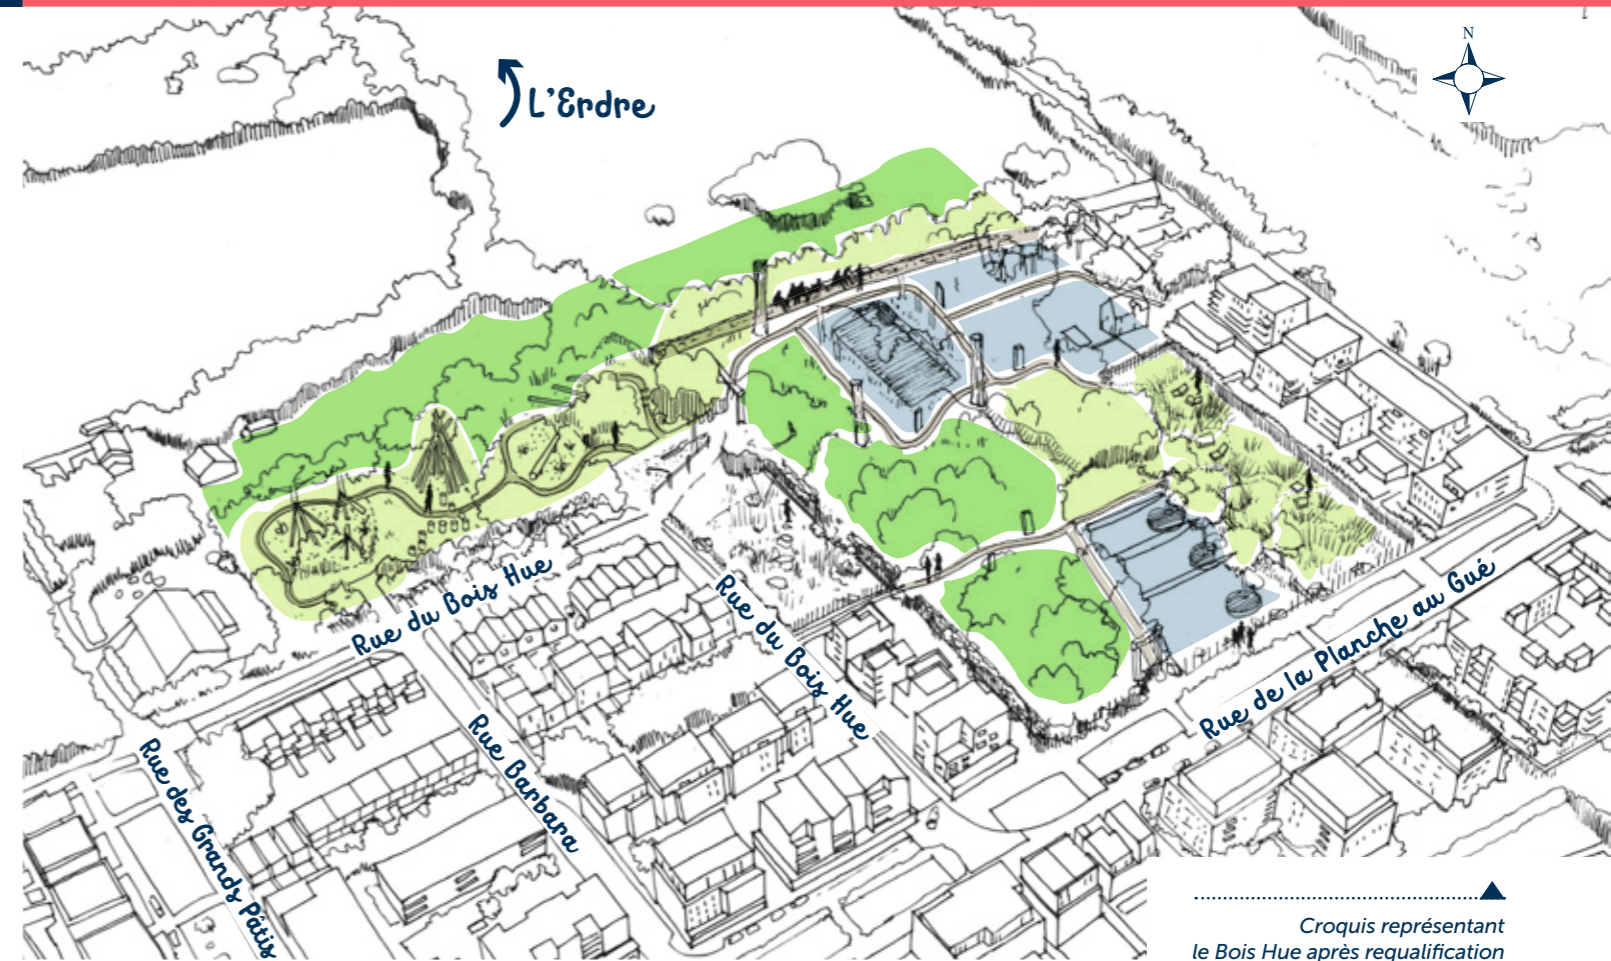 N
L'Erdre
Rue du Bois Hue
Rue du Bois Hue
Rue de la Planche au Gué
Rue Barbara
Rue des Grands Pâtis
Croquis représentant
le Bois Hue après requalification